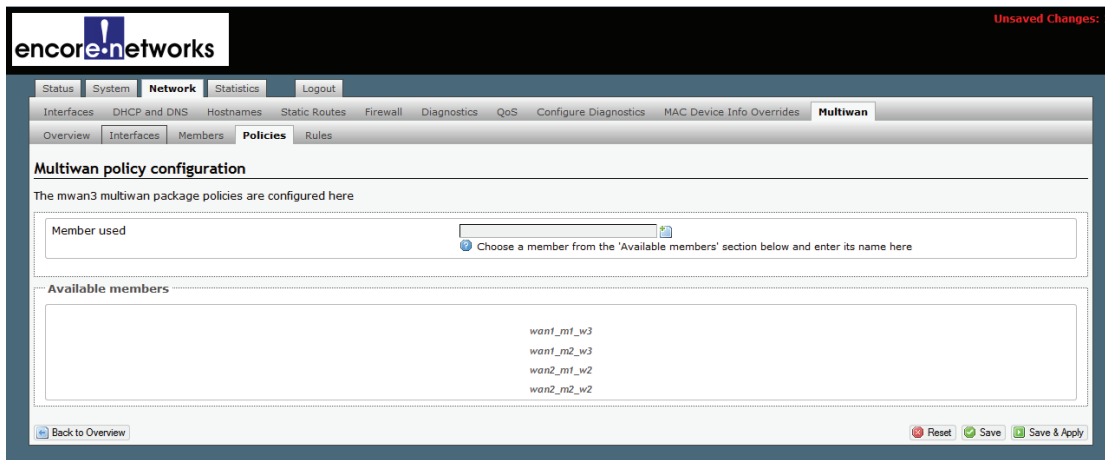 Unsaved Changes:
encore!networks
Status System Network Statistics Logout
Interfaces DHCP and DNS Hostnames Static Routes Firewall Diagnostics QoS Configure Diagnostics MAC Device Info Overrides Multiwan
Overview Interfaces Members Policies Rules
Multiwan policy configuration
The mwan3 multiwan package policies are configured here
Member used
Choose a member from the 'Available members' section below and enter its name here
Available members
wan1_m1_w3
wan1_m2_w3
wan2_m1_w2
wan2_m2_w2
Back to Overview Reset Save Save & Apply